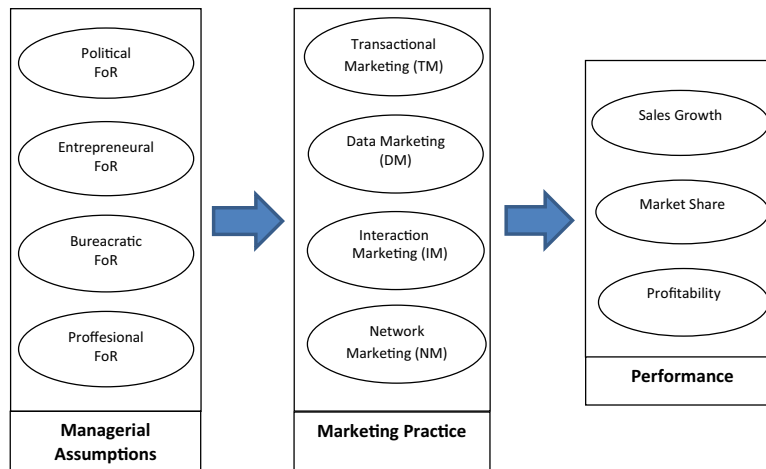 Political
FoR
Entrepreneural
FoR
Bureacratic
FoR
Proffesional
FoR
Managerial
Assumptions
Transactional
Marketing (TM)
Data Marketing
(DM)
Interaction
Marketing (IM)
Network
Marketing (NM)
Marketing Practice
Sales Growth
Market Share
Profitability
Performance